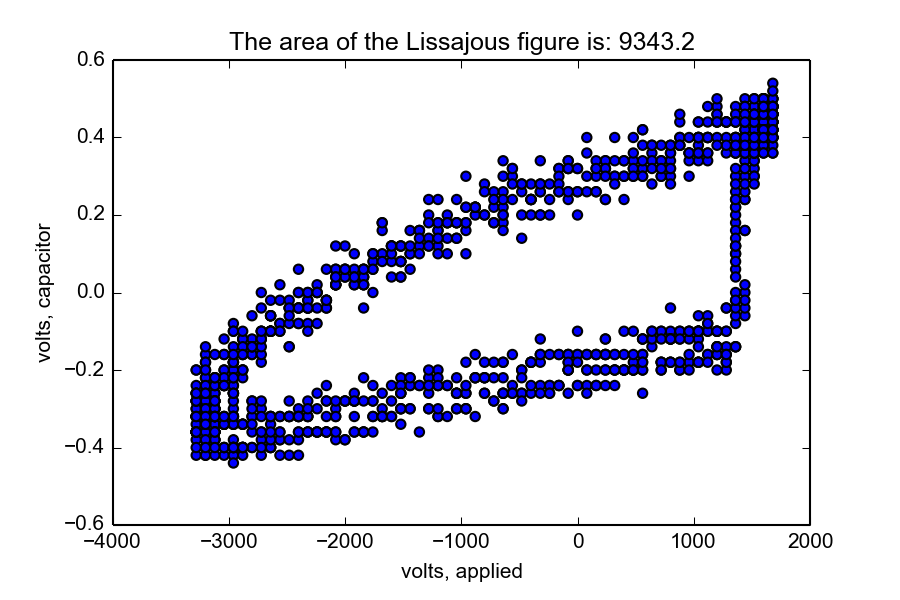 The area of the Lissajous figure is: 9343.2
0.6
0.4
0.2
0.0
−0.2
−0.4
−0.6
volts, capacitor
−4000 −3000 −2000 −1000 0 1000 2000
volts, applied